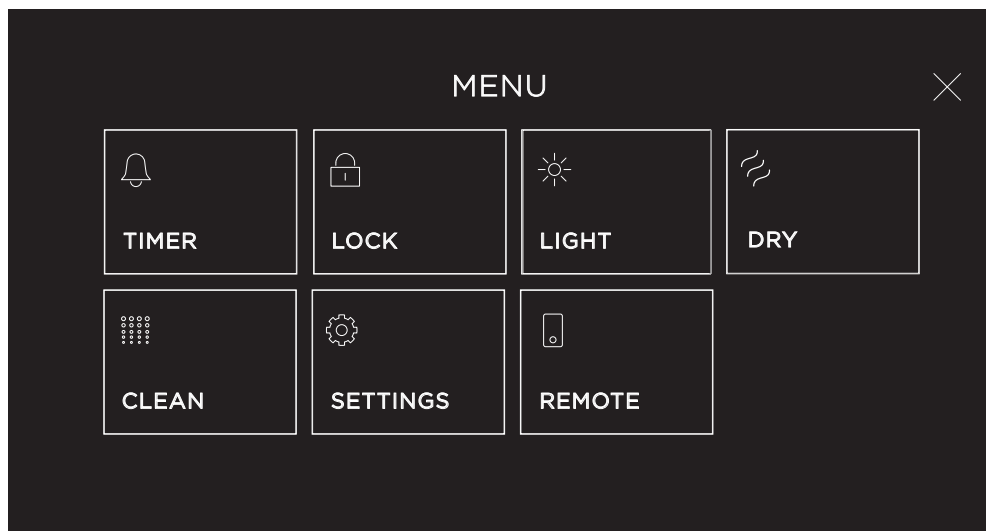 MENU
TIMER
LOCK
LIGHT
DRY
CLEAN
SETTINGS
REMOTE